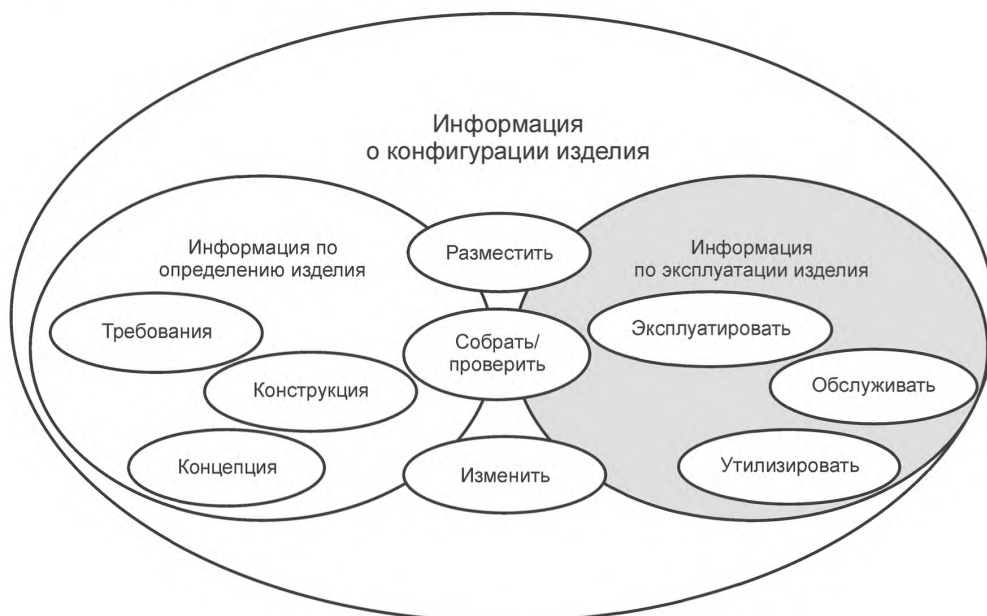 Информация
о конфигурации изделия
Информация по
определению изделия
Разместить
Информация
по эксплуатации изделия
Требования
Собрать/
проверить
Эксплуатировать
Конструкция
Обслуживать
Концепция
Изменить
Утилизировать